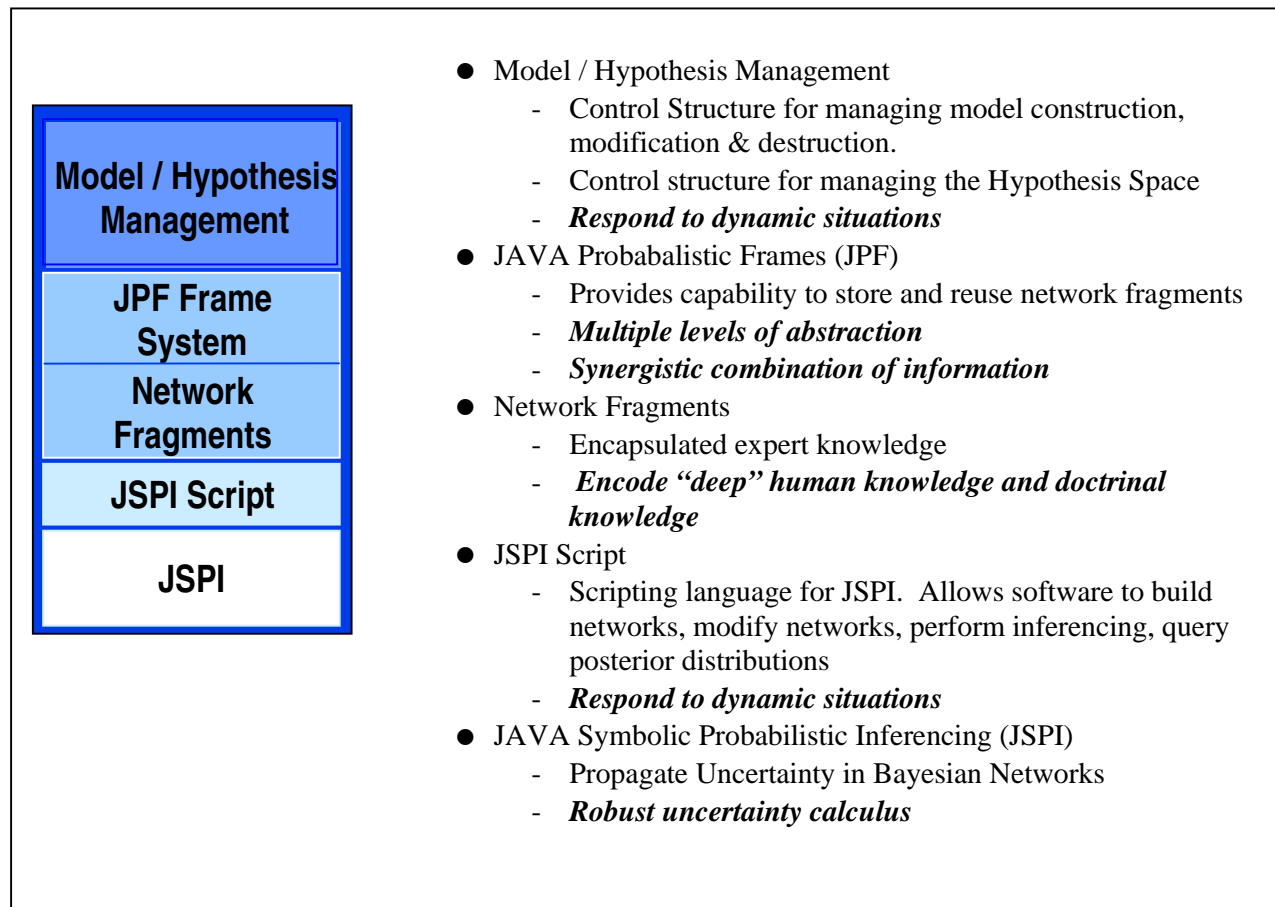 Model / Hypothesis
Management
JPF Frame
System
Network
Fragments
JSPI Script
JSPI
● Model / Hypothesis Management
- Control Structure for managing model construction,
modification & destruction.
- Control structure for managing the Hypothesis Space
- Respond to dynamic situations
● JAVA Probabalistic Frames (JPF)
- Provides capability to store and reuse network fragments
- Multiple levels of abstraction
- Synergistic combination of information
● Network Fragments
- Encapsulated expert knowledge
- Encode “deep” human knowledge and doctrinal
knowledge
● JSPI Script
- Scripting language for JSPI. Allows software to build
networks, modify networks, perform inferencing, query
posterior distributions
- Respond to dynamic situations
● JAVA Symbolic Probabilistic Inferencing (JSPI)
- Propagate Uncertainty in Bayesian Networks
- Robust uncertainty calculus